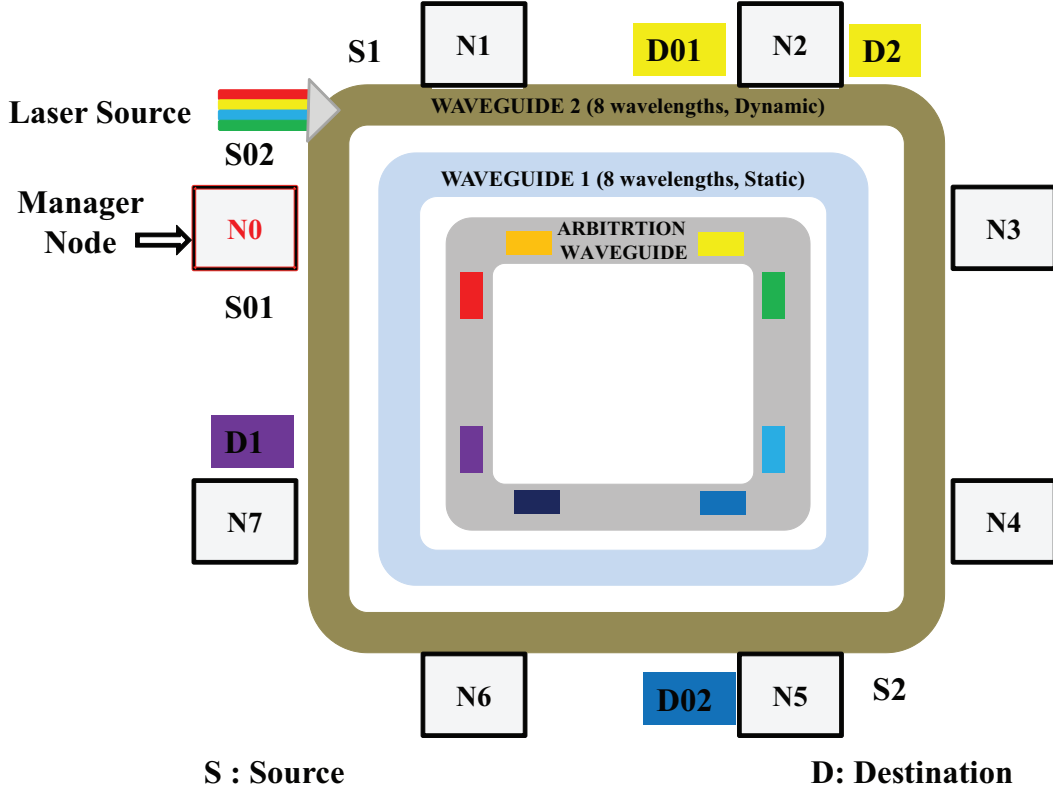 S1
N1
D01
N2
D2
Laser Source
WAVEGUIDE 2 (8 wavelengths, Dynamic)
S02
WAVEGUIDE 1 (8 wavelengths, Static)
Manager
Node
N0
ARBITRTION
WAVEGUIDE
N3
S01
D1
N7
N4
N6
D02
N5
S2
S : Source
D: Destination